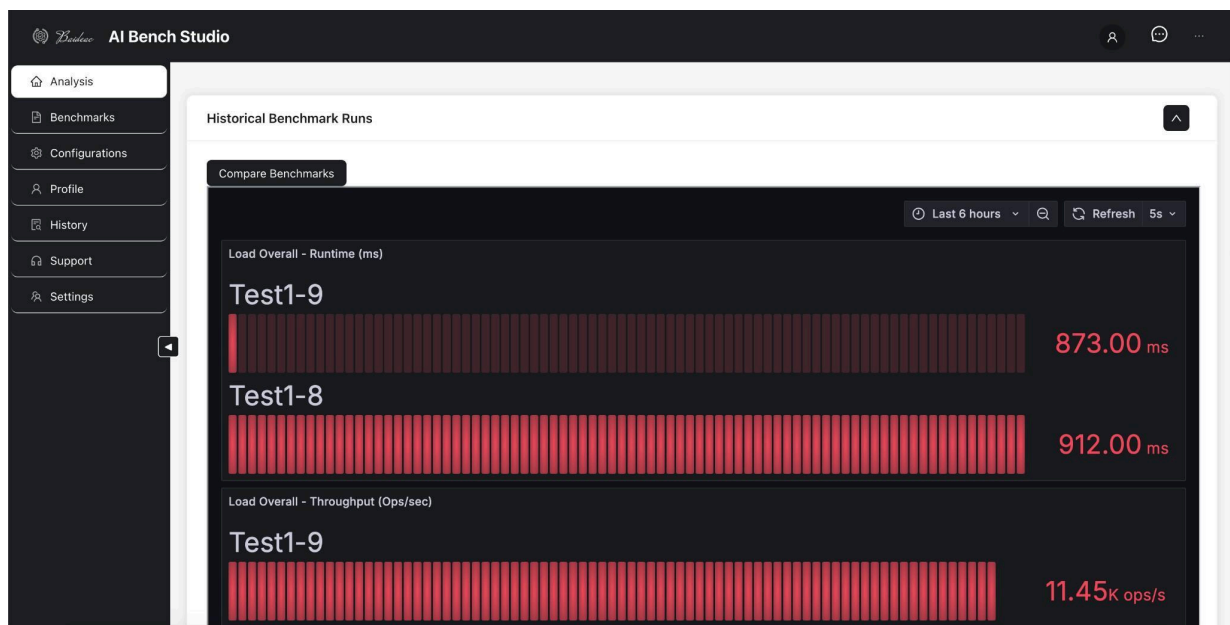 Baideac AI Bench Studio
Analysis
Benchmarks
Configurations
Profile
History
Support
Settings
Historical Benchmark Runs
Compare Benchmarks
Last 6 hours Refresh 5s
Load Overall - Runtime (ms)
Test1-9
873.00 ms
Test1-8
912.00 ms
Load Overall - Throughput (Ops/sec)
Test1-9
11.45K ops/s